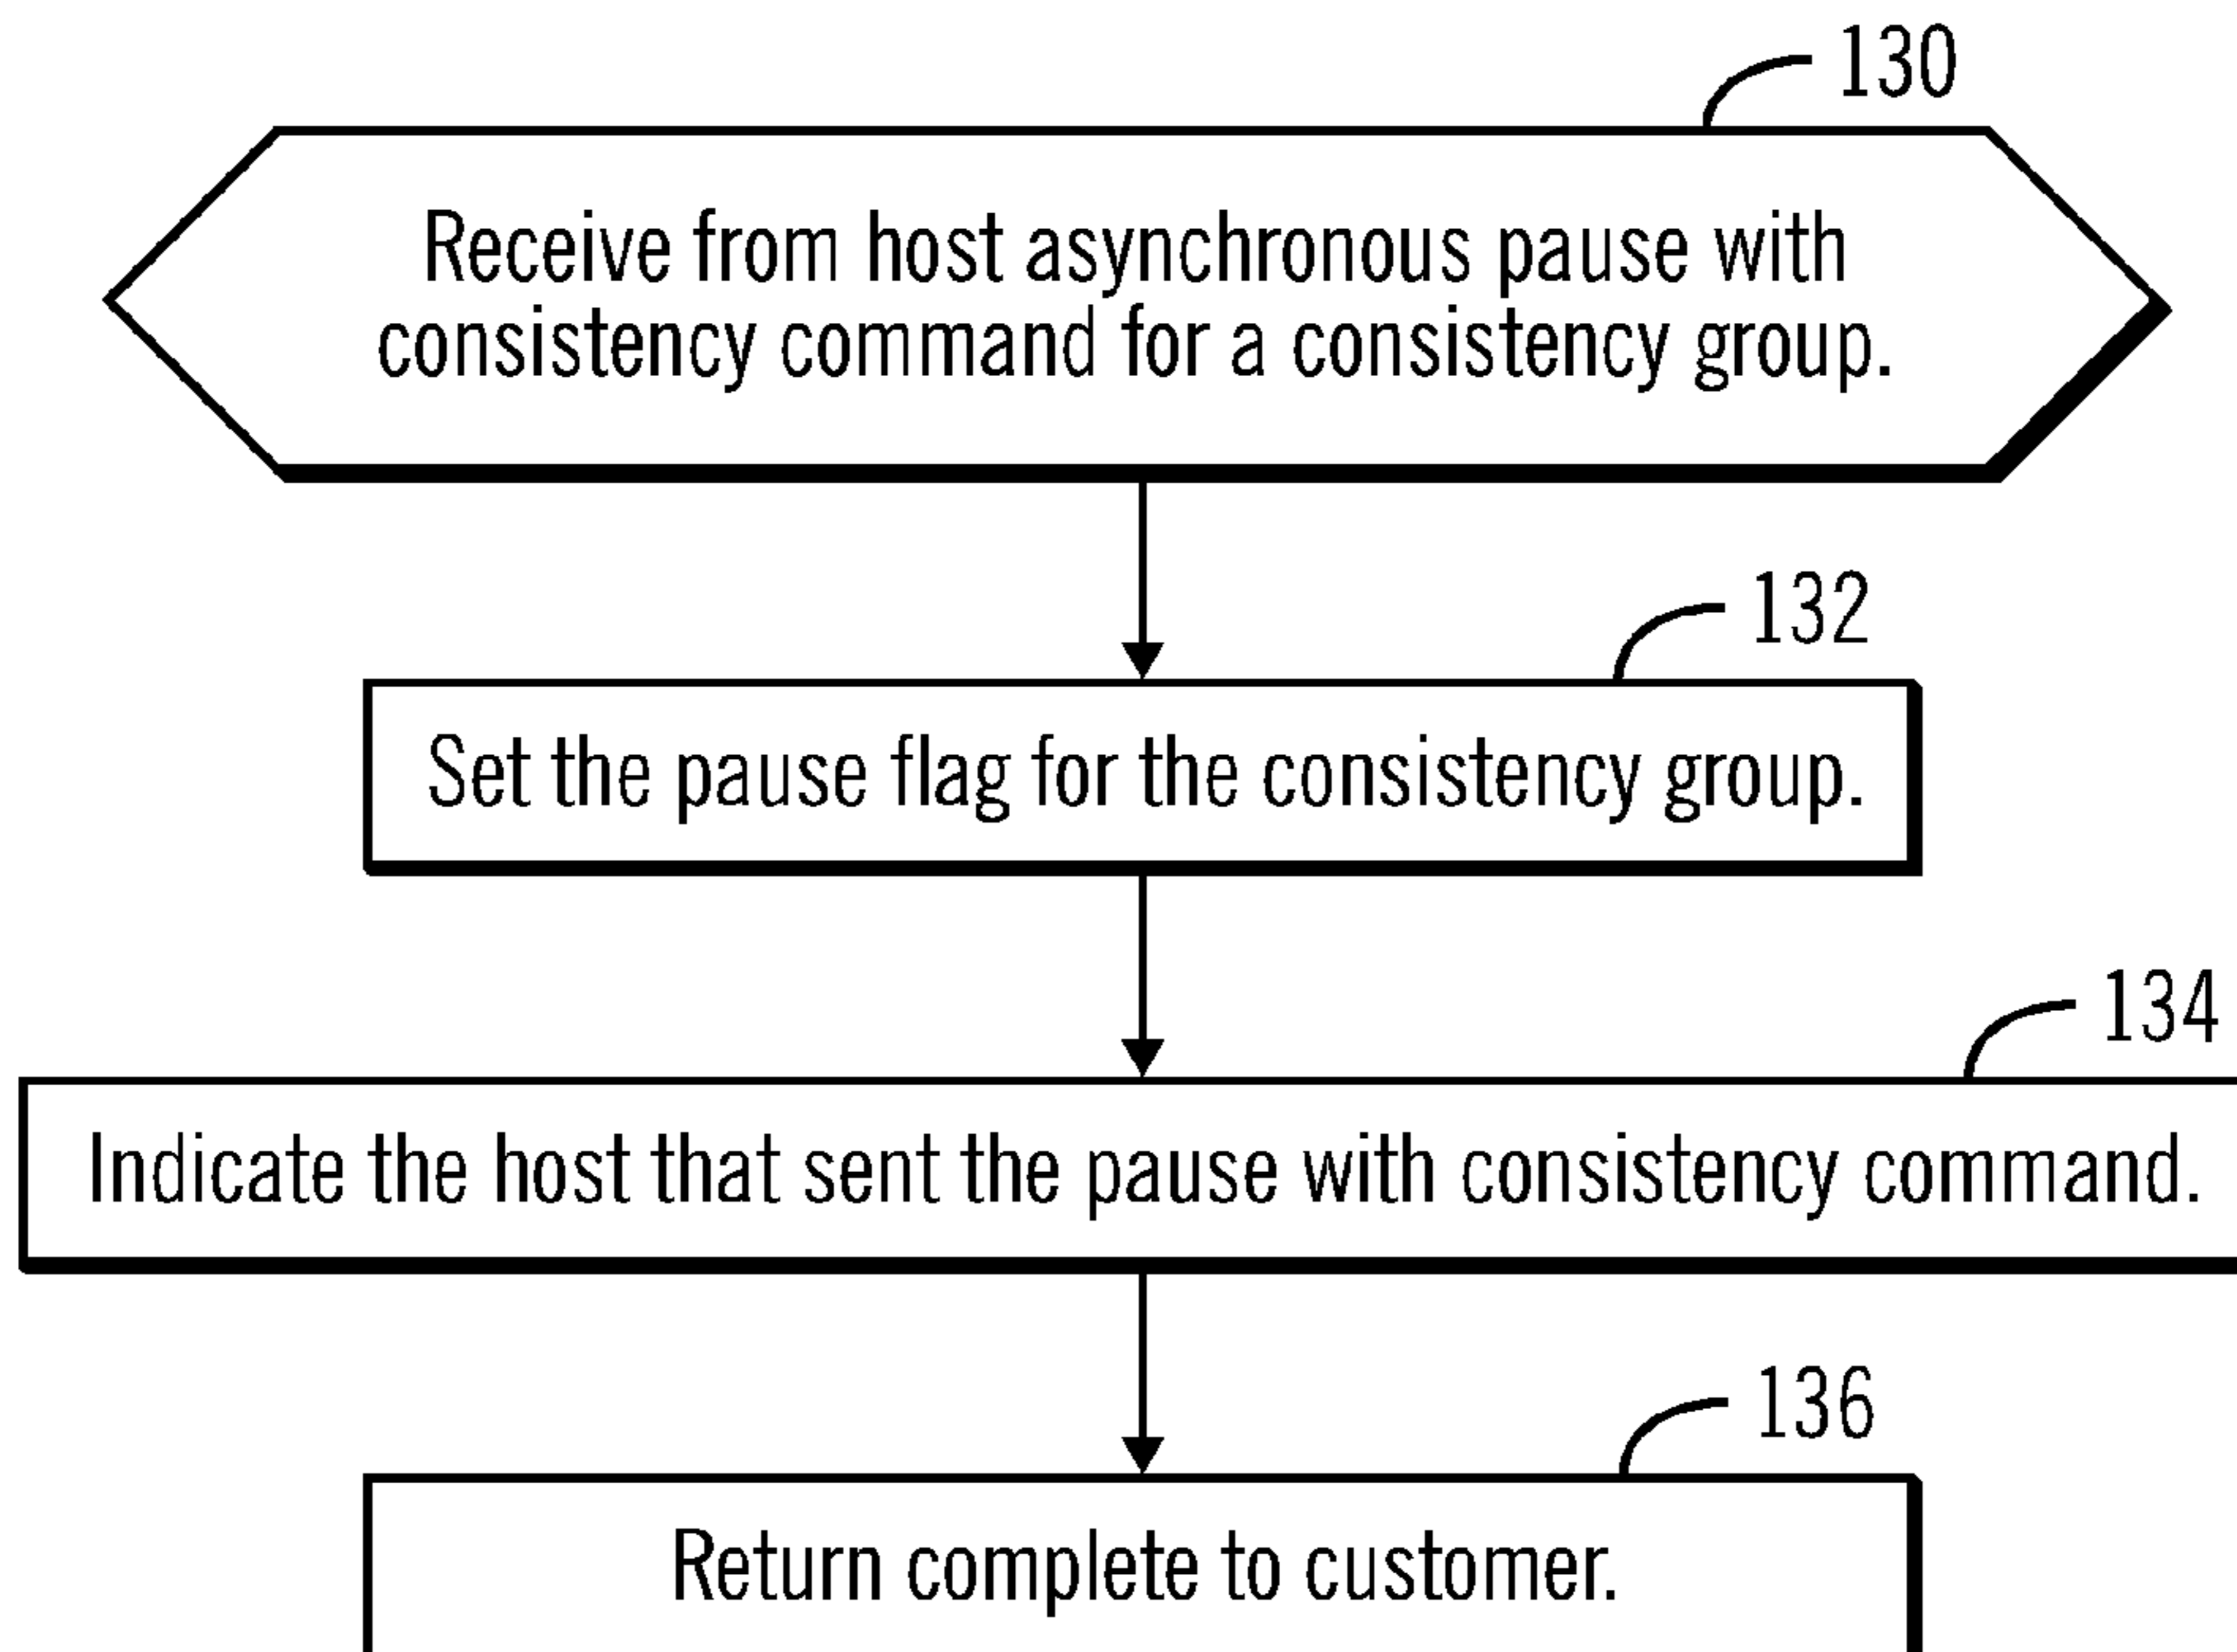 130
Receive from host asynchronous pause with
consistency command for a consistency group.
132
Set the pause flag for the consistency group.
134
Indicate the host that sent the pause with consistency command.
136
Return complete to customer.